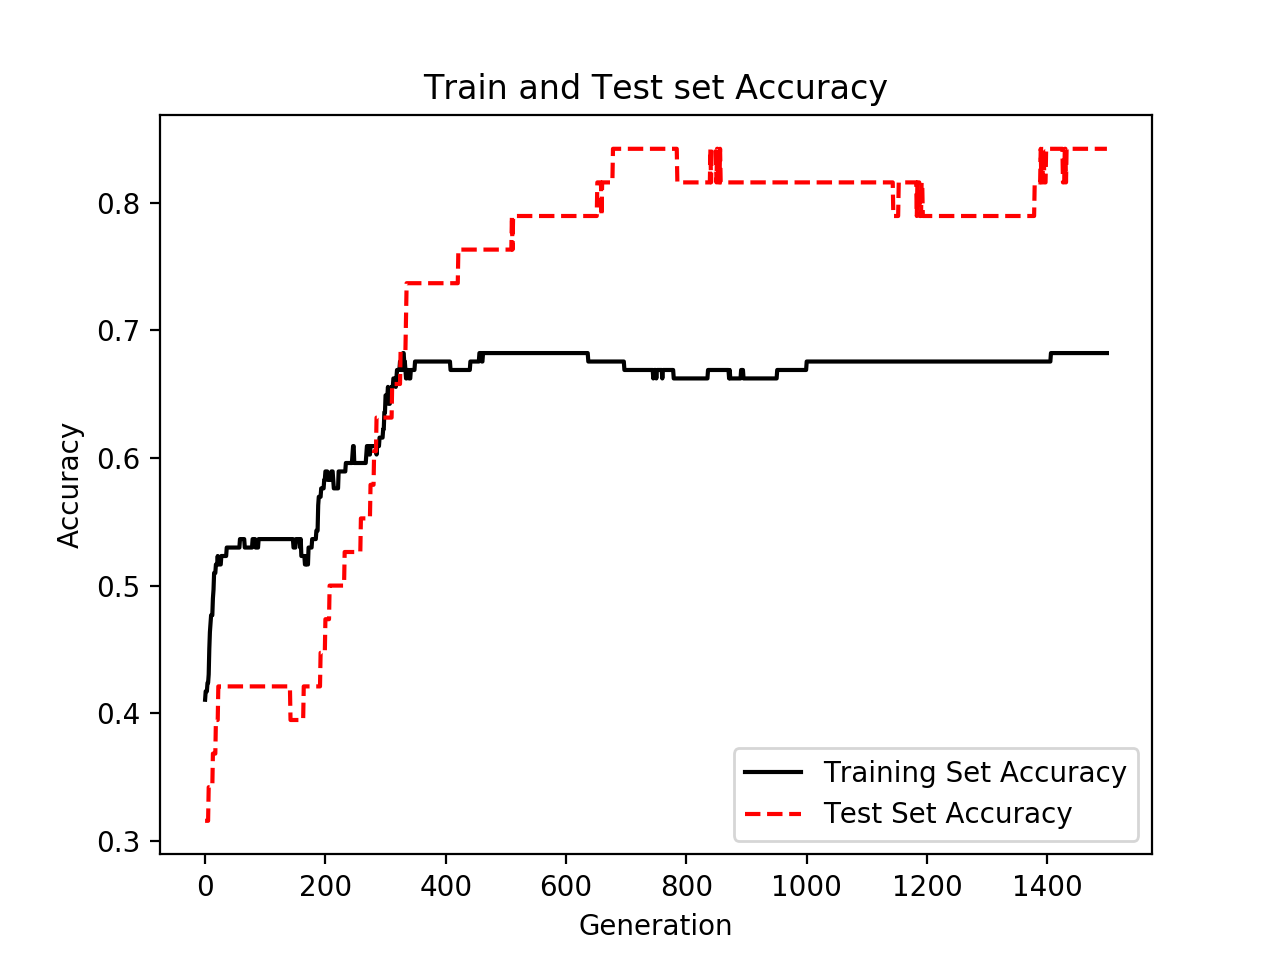 Train and Test set Accuracy
Accuracy
0.8
0.7
0.6
0.5
0.4
0.3
Training Set Accuracy
Test Set Accuracy
0 200 400 600 800 1000 1200 1400
Generation